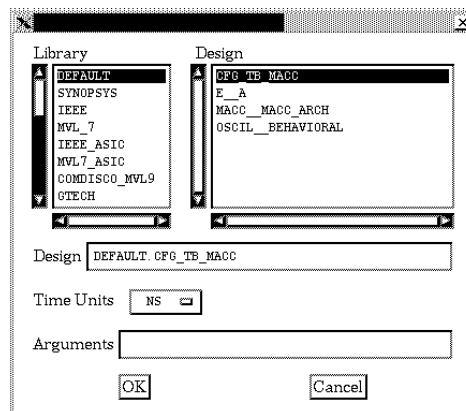 Library
Design
DEFAULT
SYNOPSYS
IEEE
MVL_7
IEEE_ASIC
MVL7_ASIC
COMDISCO_MVL9
GTECH
CFG_TB_MACC
E__A
MACC__MACC_ARCH
OSCIL__BEHAVIORAL
Design DEFAULT.CFG_TB_MACC
Time Units NS
Arguments
OK
Cancel